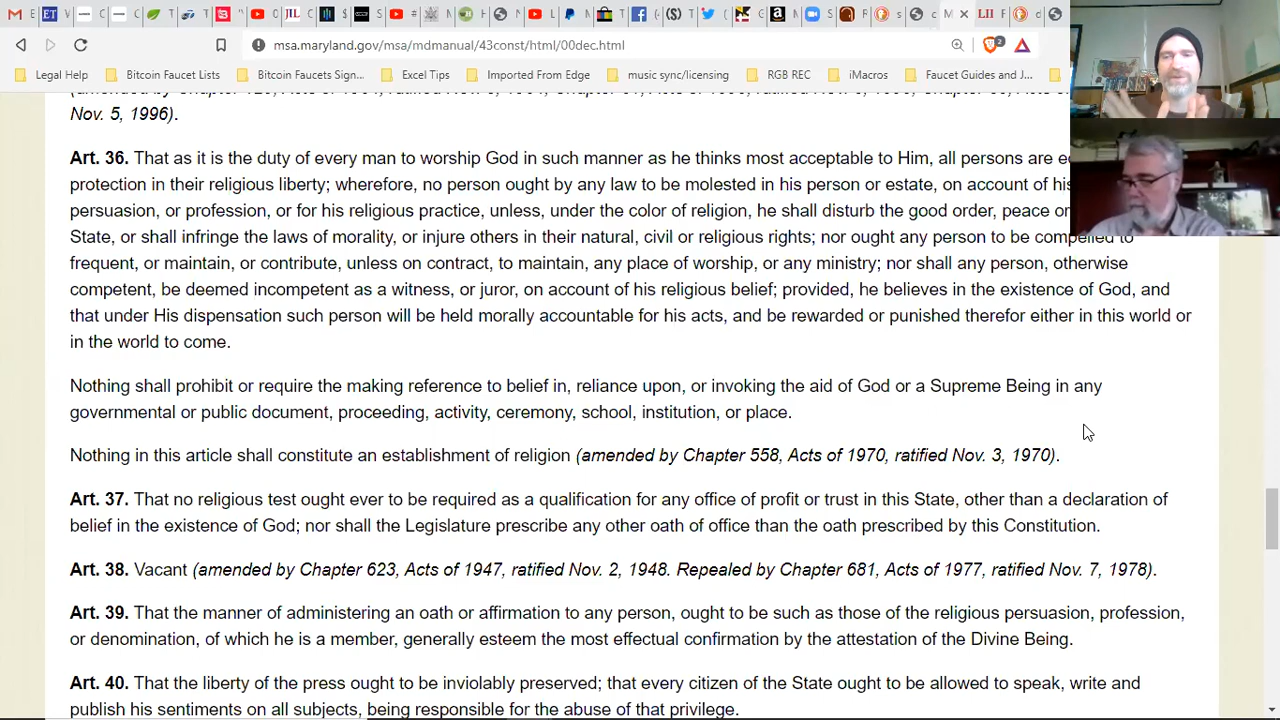 msa.maryland.gov/msa/mdmanual/43const/html/00dec.html
2
Legal Help Bitcoin Faucet Lists Bitcoin Faucets Sign... Excel Tips Imported From Edge music sync/licensing RGB REC iMacros Faucet Guides and J...
Nov. 5, 1996).
Art. 36. That as it is the duty of every man to worship God in such manner as he thinks most acceptable to Him, all persons are
protection in their religious liberty; wherefore, no person ought by any law to be molested in his person or estate, on account of his
persuasion, or profession, or for his religious practice, unless, under the color of religion, he shall disturb the good order, peace or
State, or shall infringe the laws of morality, or injure others in their natural, civil or religious rights; nor ought any person to be compelled to
frequent, or maintain, or contribute, unless on contract, to maintain, any place of worship, or any ministry; nor shall any person, otherwise
competent, be deemed incompetent as a witness, or juror, on account of his religious belief; provided, he believes in the existence of God, and
that under His dispensation such person will be held morally accountable for his acts, and be rewarded or punished therefor either in this world or
in the world to come.
Nothing shall prohibit or require the making reference to belief in, reliance upon, or invoking the aid of God or a Supreme Being in any
governmental or public document, proceeding, activity, ceremony, school, institution, or place.
Nothing in this article shall constitute an establishment of religion (amended by Chapter 558, Acts of 1970, ratified Nov. 3, 1970).
Art. 37. That no religious test ought ever to be required as a qualification for any office of profit or trust in this State, other than a declaration of
belief in the existence of God; nor shall the Legislature prescribe any other oath of office than the oath prescribed by this Constitution.
Art. 38. Vacant (amended by Chapter 623, Acts of 1947, ratified Nov. 2, 1948. Repealed by Chapter 681, Acts of 1977, ratified Nov. 7, 1978).
Art. 39. That the manner of administering an oath or affirmation to any person, ought to be such as those of the religious persuasion, profession,
or denomination, of which he is a member, generally esteem the most effectual confirmation by the attestation of the Divine Being.
Art. 40. That the liberty of the press ought to be inviolably preserved; that every citizen of the State ought to be allowed to speak, write and
publish his sentiments on all subjects, being responsible for the abuse of that privilege.